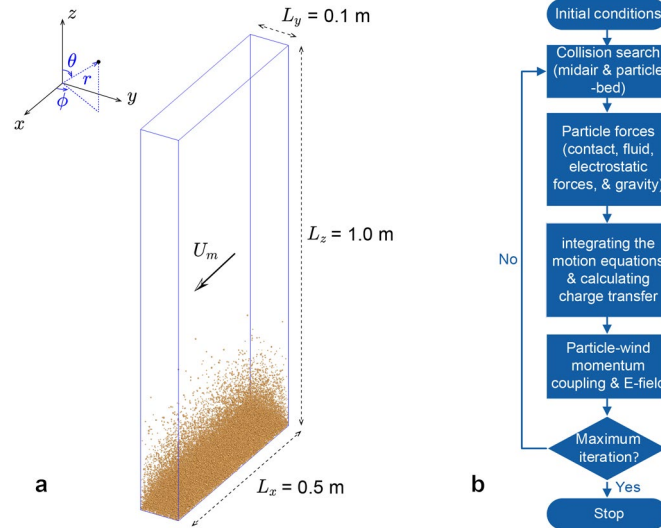 z
θ
r
ϕ
x
y
L_y = 0.1 m
L_z = 1.0 m
U_m
L_x = 0.5 m
a
Initial conditions
Collision search
(midair & particle
-bed)
Particle forces
(contact, fluid,
electrostatic
forces, & gravity)
integrating the
motion equations
& calculating
charge transfer
Particle-wind
momentum
coupling & E-field
Maximum
iteration?
No
Yes
Stop
b